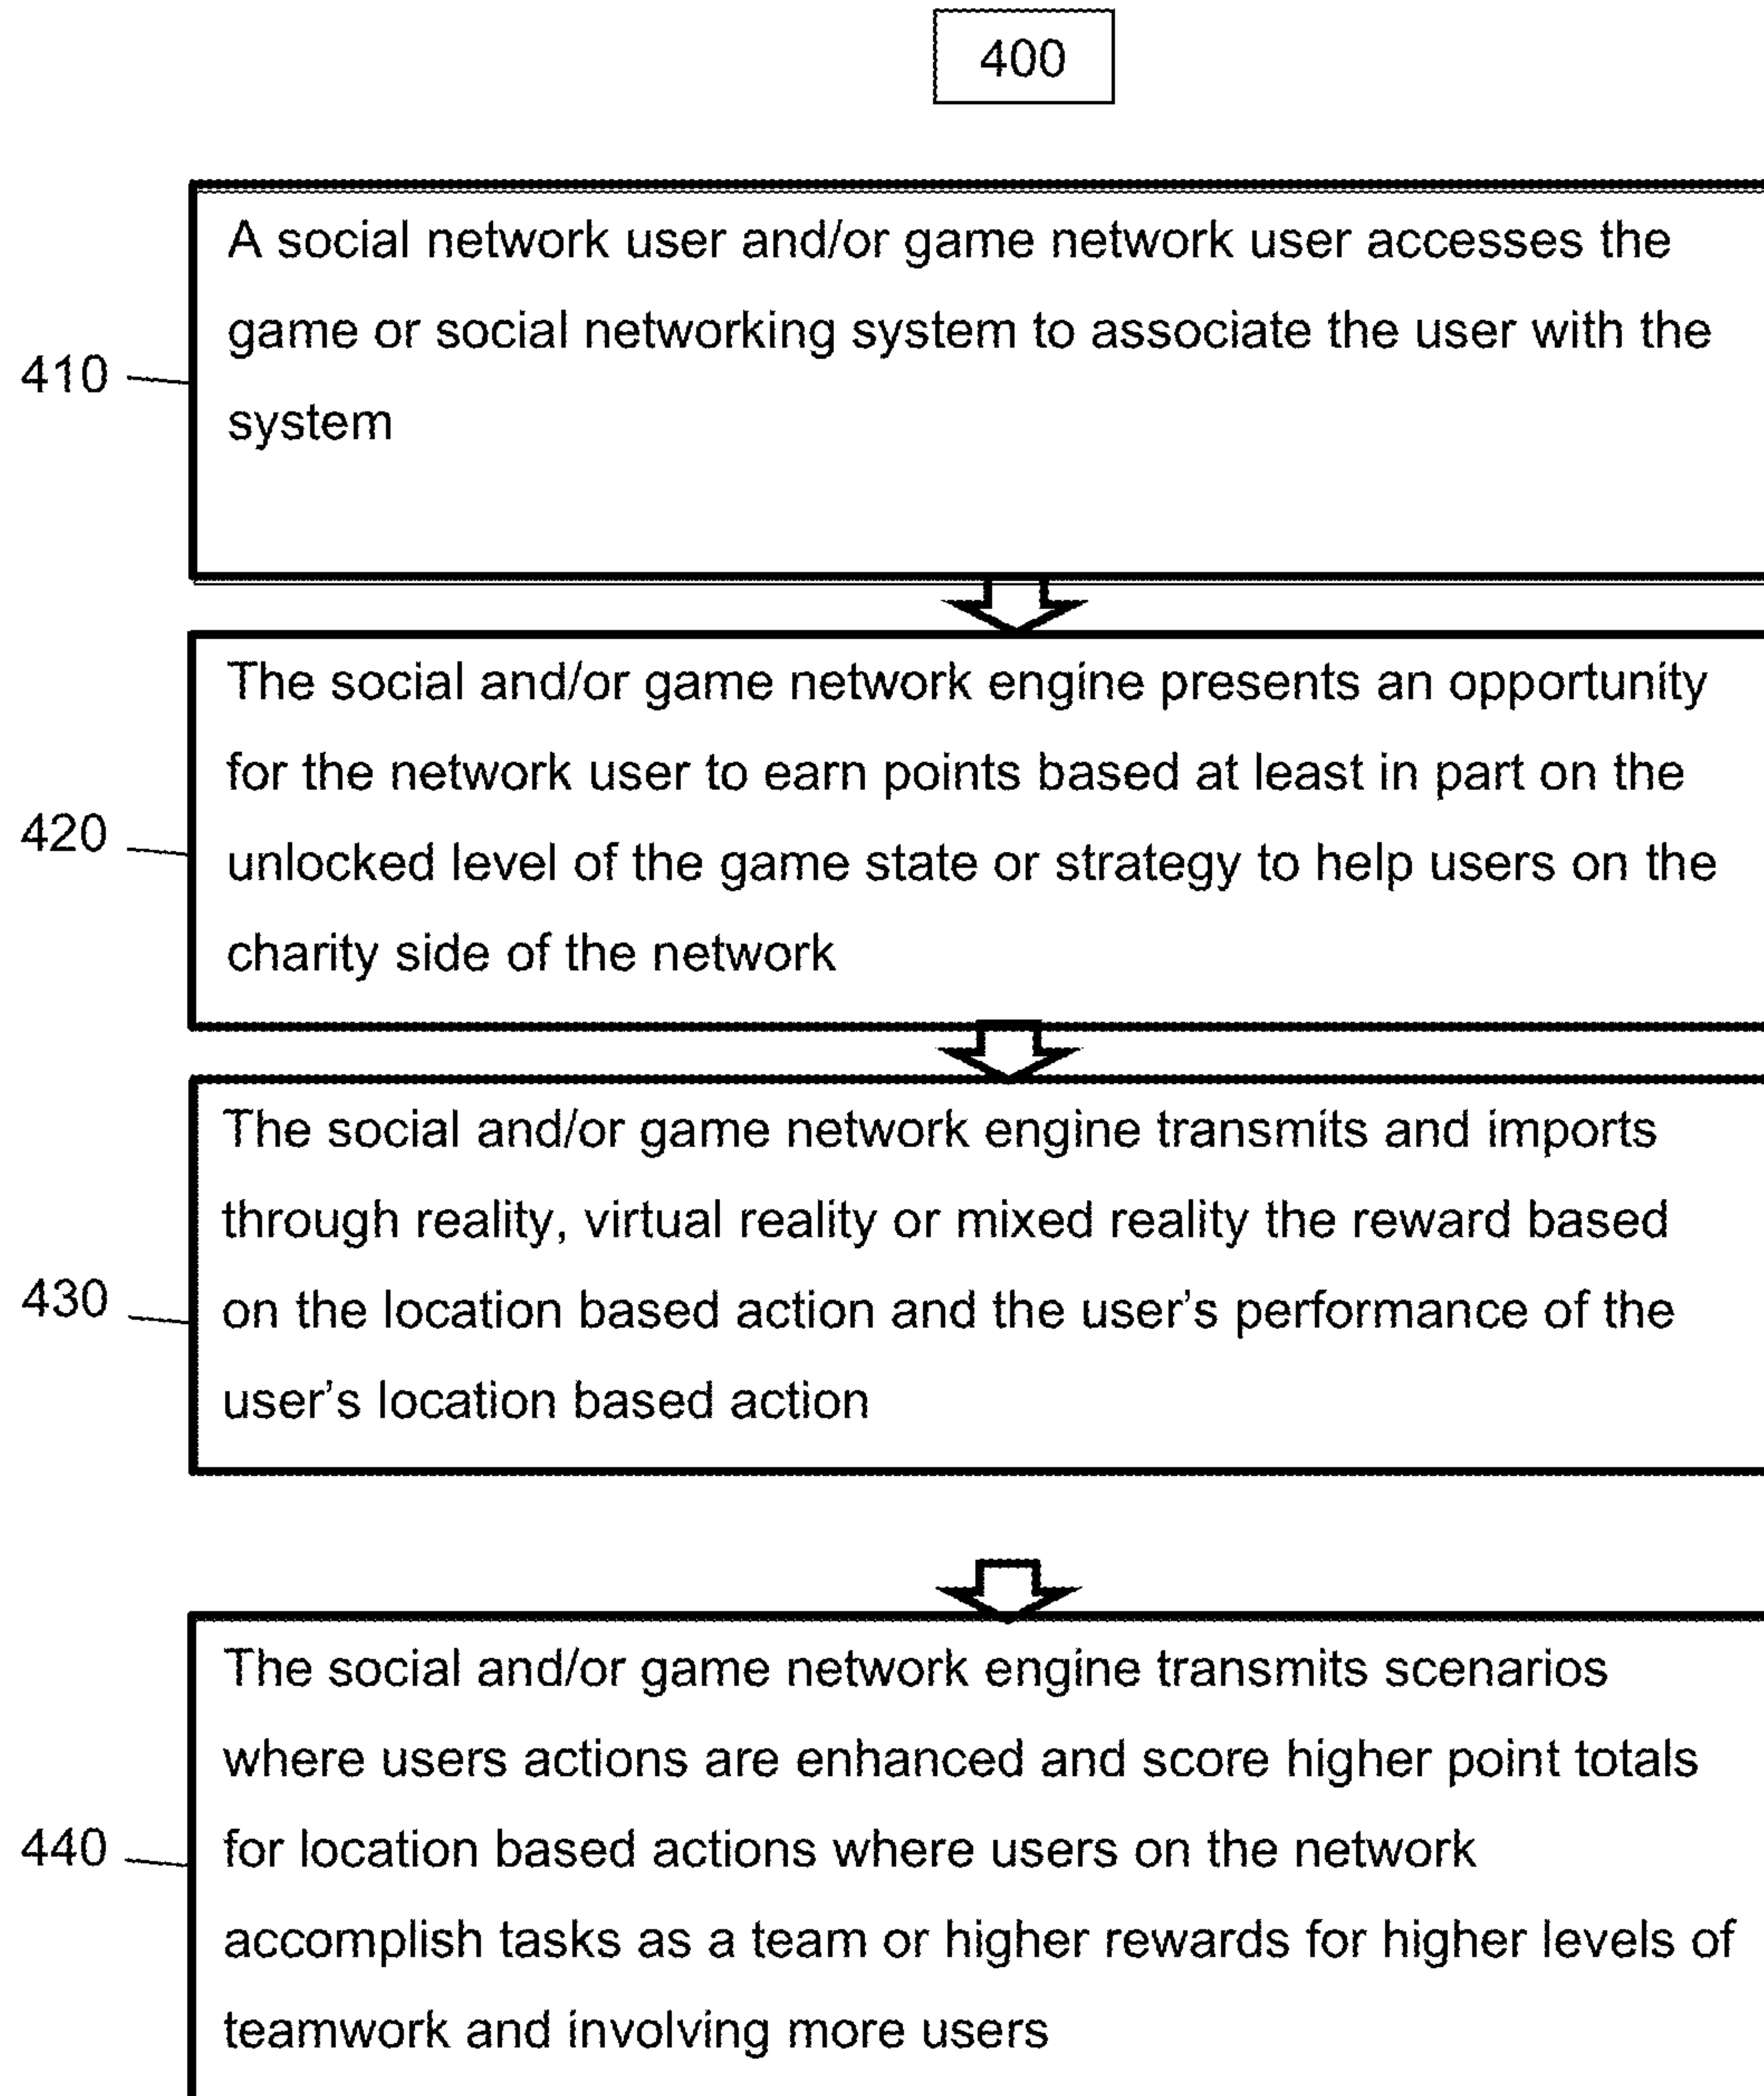 400
A social network user and/or game network user accesses the
game or social networking system to associate the user with the
410
system
The social and/or game network engine presents an opportunity
for the network user to earn points based at least in part on the
420
unlocked level of the game state or strategy to help users on the
charity side of the network
The social and/or game network engine transmits and imports
through reality, virtual reality or mixed reality the reward based
430
on the location based action and the user's performance of the
user's location based action
The social and/or game network engine transmits scenarios
where users actions are enhanced and score higher point totals
440
for location based actions where users on the network
accomplish tasks as a team or higher rewards for higher levels of
teamwork and involving more users